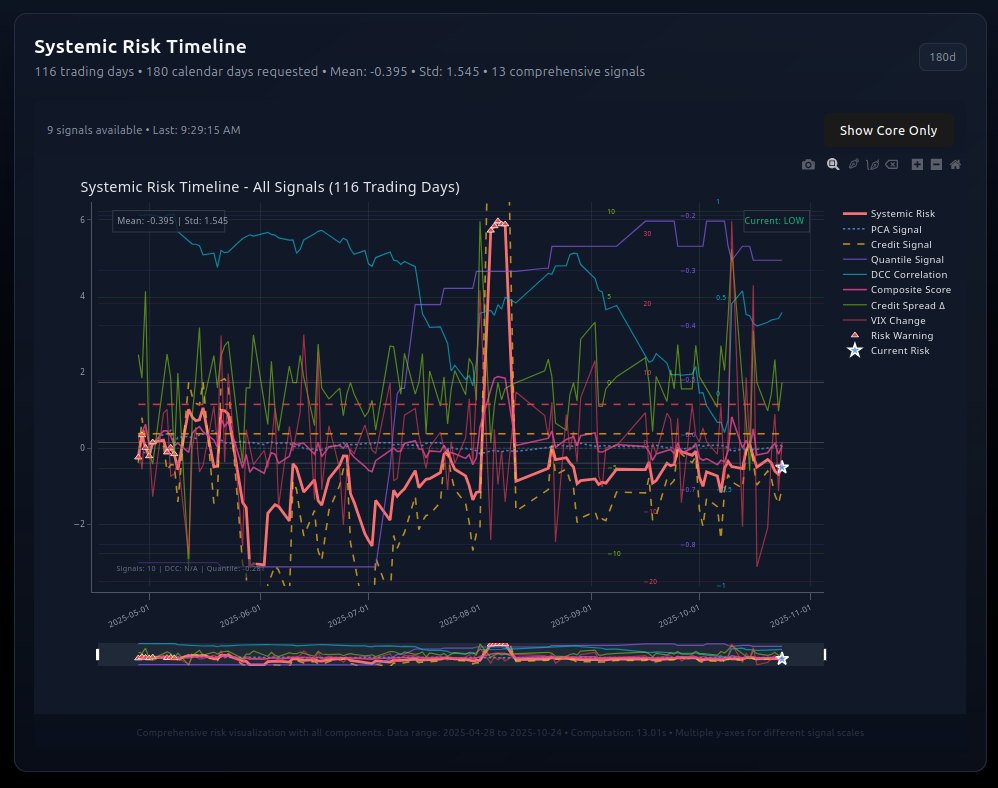 Systemic Risk Timeline
116 trading days • 180 calendar days requested • Mean: -0.395 • Std: 1.545 • 13 comprehensive signals
180d
9 signals available • Last: 9:29:15 AM
Show Core Only
Systemic Risk Timeline - All Signals (116 Trading Days)
Mean: -0.395 | Std: 1.545
Current: LOW
6
4
2
0
−2
10
5
0
−5
−10
30
20
10
−10
−20
−0.2
−0.3
−0.4
−0.7
−0.8
1
0.5
0
−1
Systemic Risk
PCA Signal
Credit Signal
Quantile Signal
DCC Correlation
Composite Score
Credit Spread Δ
VIX Change
Risk Warning
Current Risk
Signals: 10 | DCC: N/A | Quantile: -0.287
2025-05-01
2025-06-01
2025-07-01
2025-08-01
2025-09-01
2025-10-01
2025-11-01
Comprehensive risk visualization with all components. Data range: 2025-04-28 to 2025-10-24 • Computation: 13.01s • Multiple y-axes for different signal scales